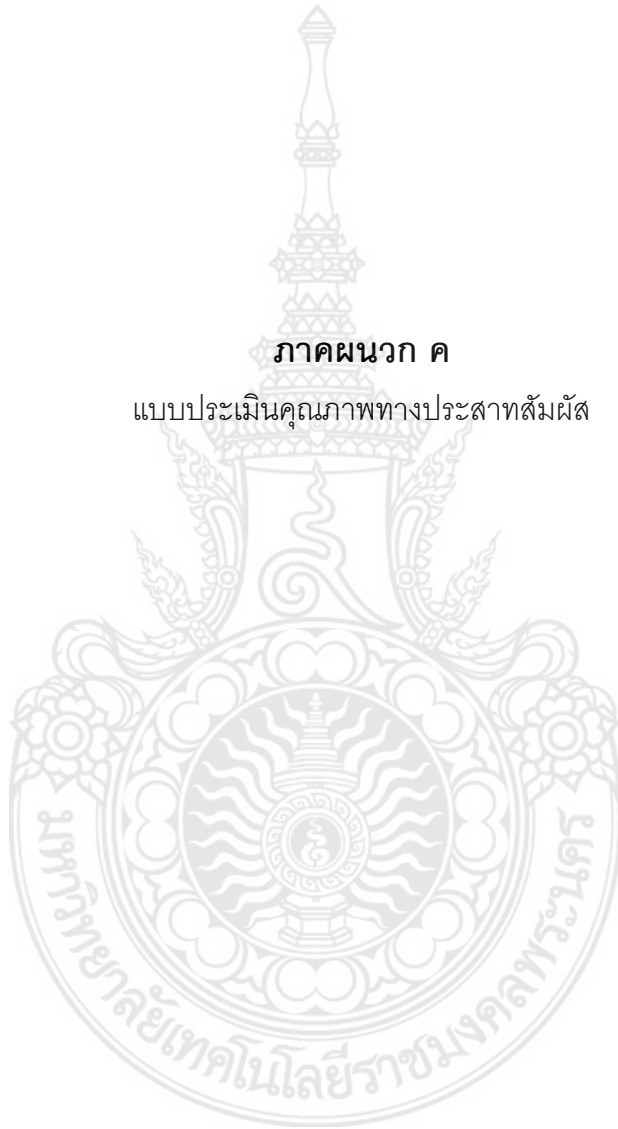 ภาคผนวก ค
แบบประเมินคุณภาพทางประสาทสัมผัส
มหาวิทยาลัยเทคโนโลยีราชมงคลพระนคร